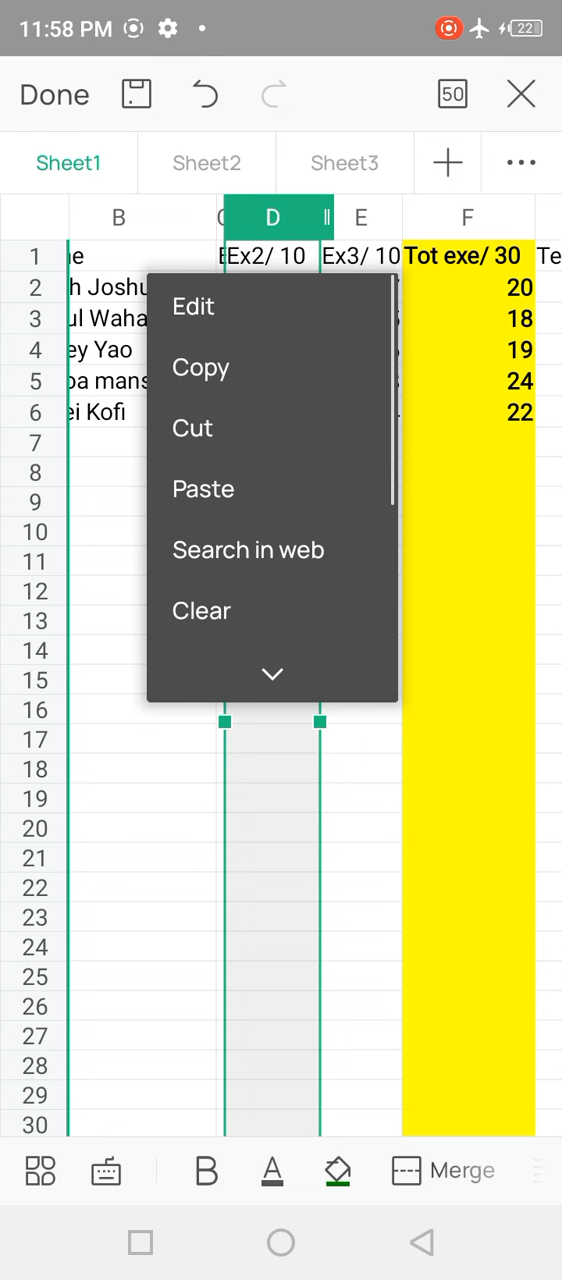 11:58 PM
22
Done
50
Sheet1 Sheet2 Sheet3
B D E F
1 Ex2/ 10 Ex3/ 10 Tot exe/ 30 Te
2 h Joshu 20
3 ul Waha 18
4 ey Yao 19
5 ba mans 24
6 ei Kofi 22
7
8
9
10
11
12
13
14
15
16
17
18
19
20
21
22
23
24
25
26
27
28
29
30
Edit
Copy
Cut
Paste
Search in web
Clear
B A Merge